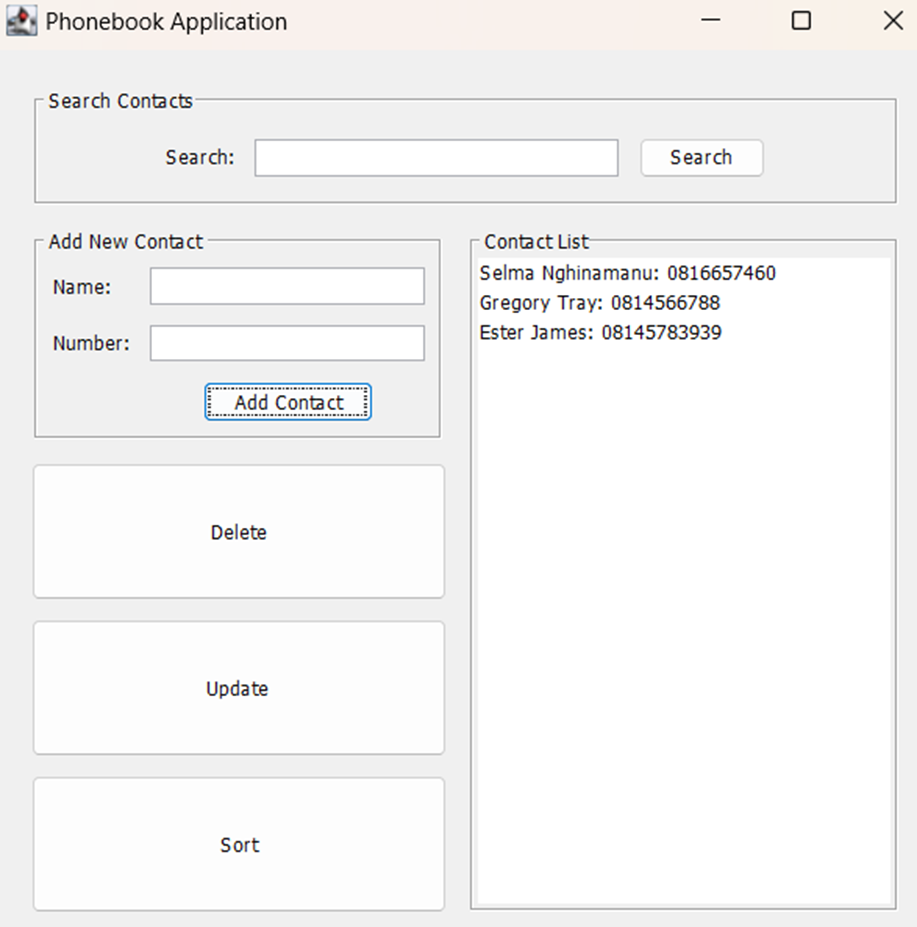 Phonebook Application
Search Contacts
Search:
Search
Add New Contact
Name:
Number:
Add Contact
Delete
Update
Sort
Contact List
Selma Nghinamanu: 0816657460
Gregory Tray: 0814566788
Ester James: 08145783939